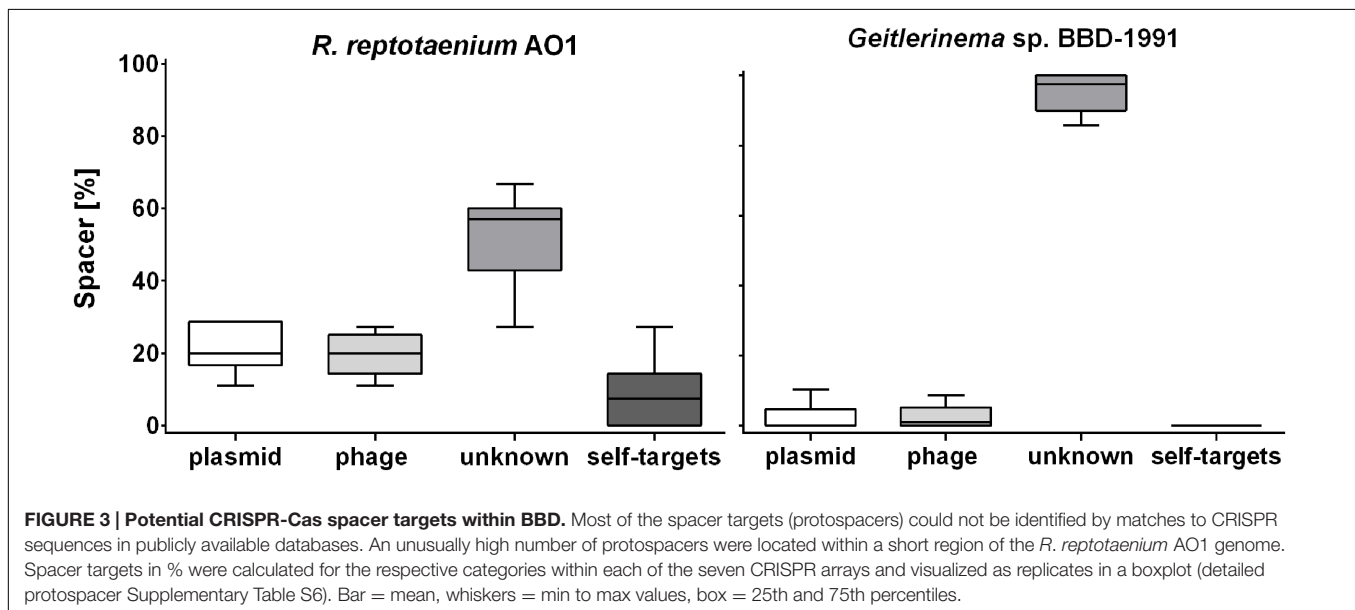 R. reptotaenium AO1
Geitlerinema sp. BBD-1991
Spacer [%]
100
80
60
40
20
0
plasmid phage unknown self-targets
plasmid phage unknown self-targets
FIGURE 3 | Potential CRISPR-Cas spacer targets within BBD. Most of the spacer targets (protospacers) could not be identified by matches to CRISPR
sequences in publicly available databases. An unusually high number of protospacers were located within a short region of the R. reptotaenium AO1 genome.
Spacer targets in % were calculated for the respective categories within each of the seven CRISPR arrays and visualized as replicates in a boxplot (detailed
protospacer Supplementary Table S6). Bar = mean, whiskers = min to max values, box = 25th and 75th percentiles.